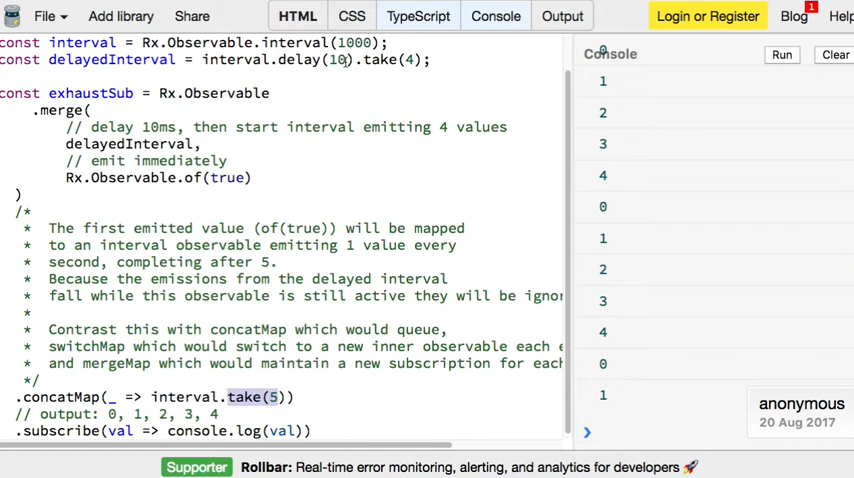 File Add library Share HTML CSS TypeScript Console Output Login or Register Blog 1 Help
const interval = Rx.Observable.interval(1000);
const delayedInterval = interval.delay(10).take(4);
const exhaustSub = Rx.Observable
.merge(
// delay 10ms, then start interval emitting 4 values
delayedInterval,
// emit immediately
Rx.Observable.of(true)
)
/*
* The first emitted value (of(true)) will be mapped
* to an interval observable emitting 1 value every
* second, completing after 5.
* Because the emissions from the delayed interval
* fall while this observable is still active they will be ignor
*
* Contrast this with concatMap which would queue,
* switchMap which would switch to a new inner observable each e
* and mergeMap which would maintain a new subscription for each
*/
.concatMap(_ => interval.take(5))
// output: 0, 1, 2, 3, 4
.subscribe(val => console.log(val))
Console Run Clear
0
1
2
3
4
0
1
2
3
4
0
1
❯
anonymous
20 Aug 2017
Supporter Rollbar: Real-time error monitoring, alerting, and analytics for developers 🚀